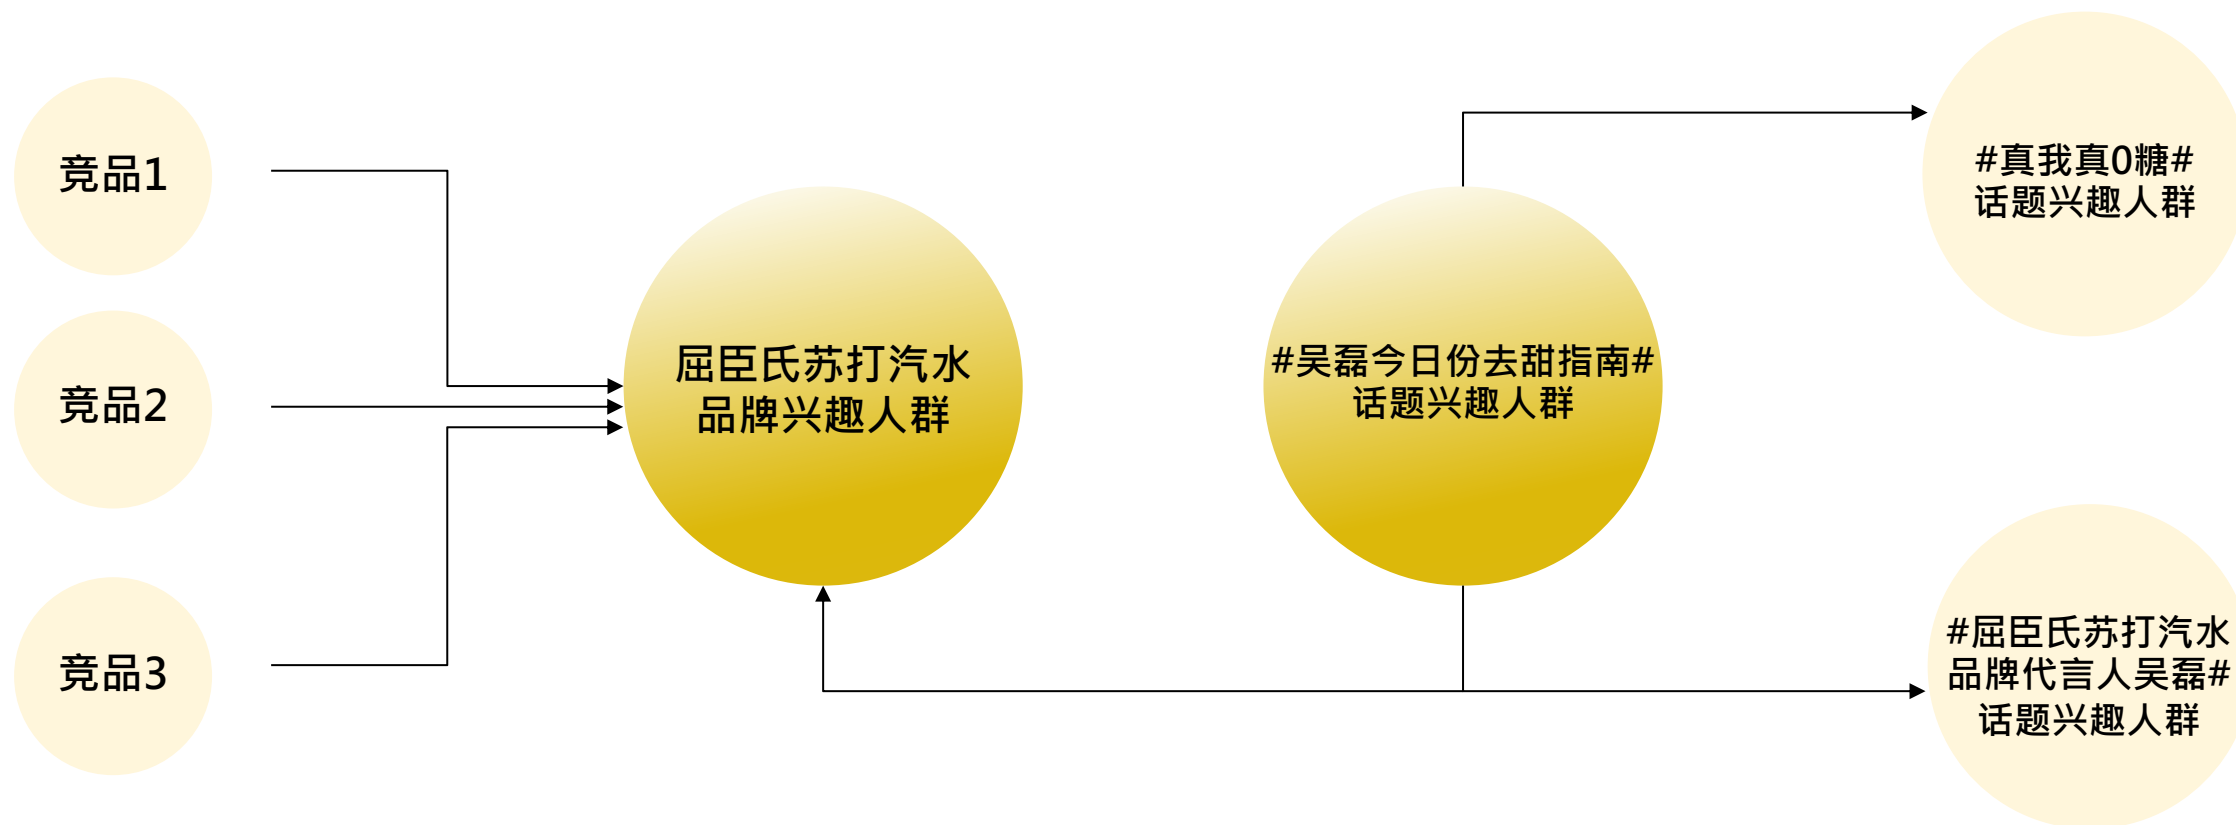 竞品1
竞品2
竞品3
屈臣氏苏打汽水
品牌兴趣人群
#吴磊今日份去甜指南#
话题兴趣人群
#真我真0糖#
话题兴趣人群
#屈臣氏苏打汽水
品牌代言人吴磊#
话题兴趣人群